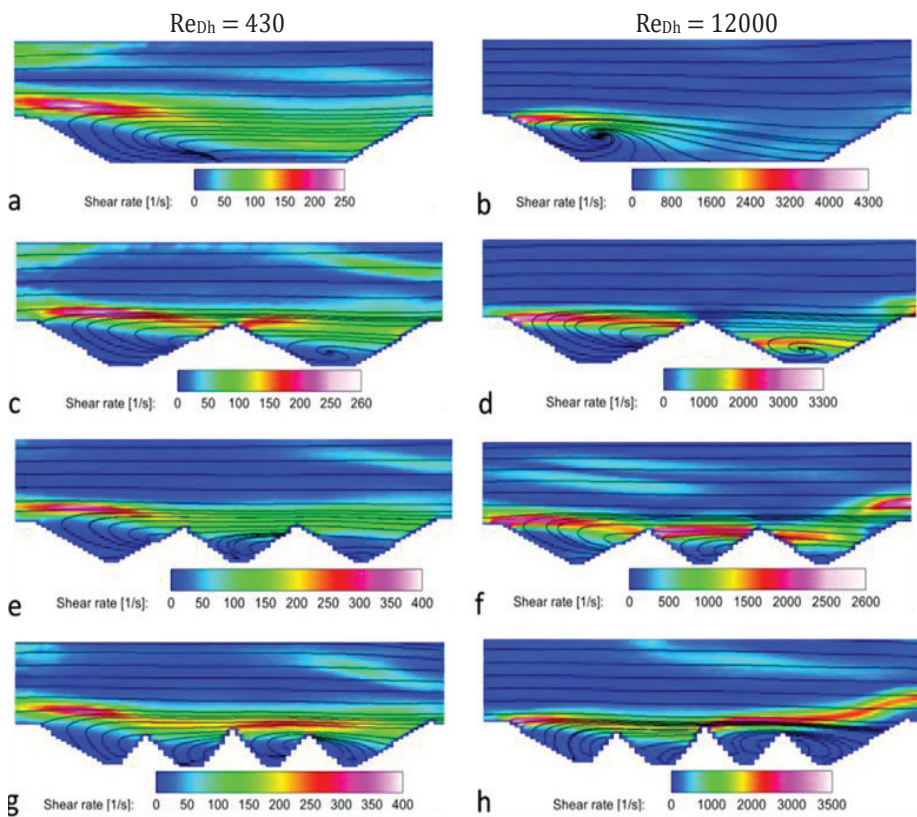 Re_Dh = 430
Re_Dh = 12000
a
Shear rate [1/s]:
0 50 100 150 200 250
b
Shear rate [1/s]:
0 800 1600 2400 3200 4000 4300
c
Shear rate [1/s]:
0 50 100 150 200 250 260
d
Shear rate [1/s]:
0 1000 2000 3000 3300
e
Shear rate [1/s]:
0 50 100 150 200 250 300 350 400
f
Shear rate [1/s]:
0 500 1000 1500 2000 2500 2600
g
Shear rate [1/s]:
0 50 100 150 200 250 300 350 400
h
Shear rate [1/s]:
0 1000 2000 3000 3500